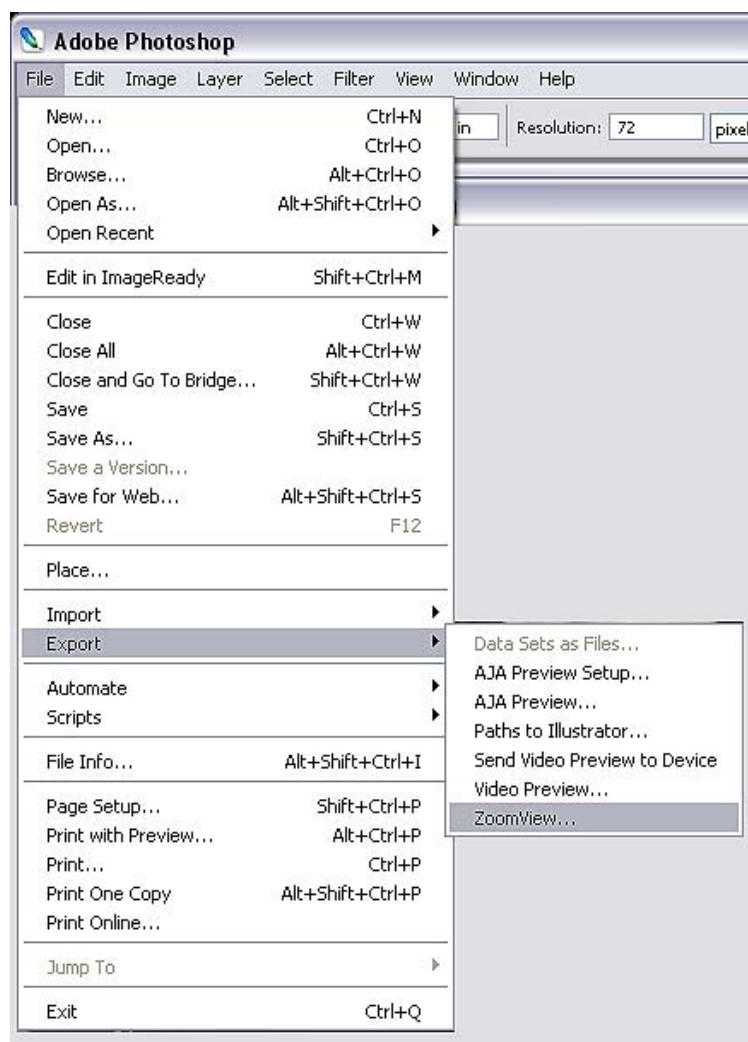 Adobe Photoshop
File Edit Image Layer Select Filter View Window Help
in Resolution: 72
New... Ctrl+N
Open... Ctrl+O
Browse... Alt+Ctrl+O
Open As... Alt+Shift+Ctrl+O
Open Recent
Edit in ImageReady Shift+Ctrl+M
Close Ctrl+W
Close All Alt+Ctrl+W
Close and Go To Bridge... Shift+Ctrl+W
Save Ctrl+S
Save As... Shift+Ctrl+S
Save a Version...
Save for Web... Alt+Shift+Ctrl+S
Revert F12
Place...
Import
Export
Automate
Scripts
File Info... Alt+Shift+Ctrl+I
Page Setup... Shift+Ctrl+P
Print with Preview... Alt+Ctrl+P
Print... Ctrl+P
Print One Copy Alt+Shift+Ctrl+P
Print Online...
Jump To
Exit Ctrl+Q
Data Sets as Files...
AJA Preview Setup...
AJA Preview...
Paths to Illustrator...
Send Video Preview to Device
Video Preview...
ZoomView...